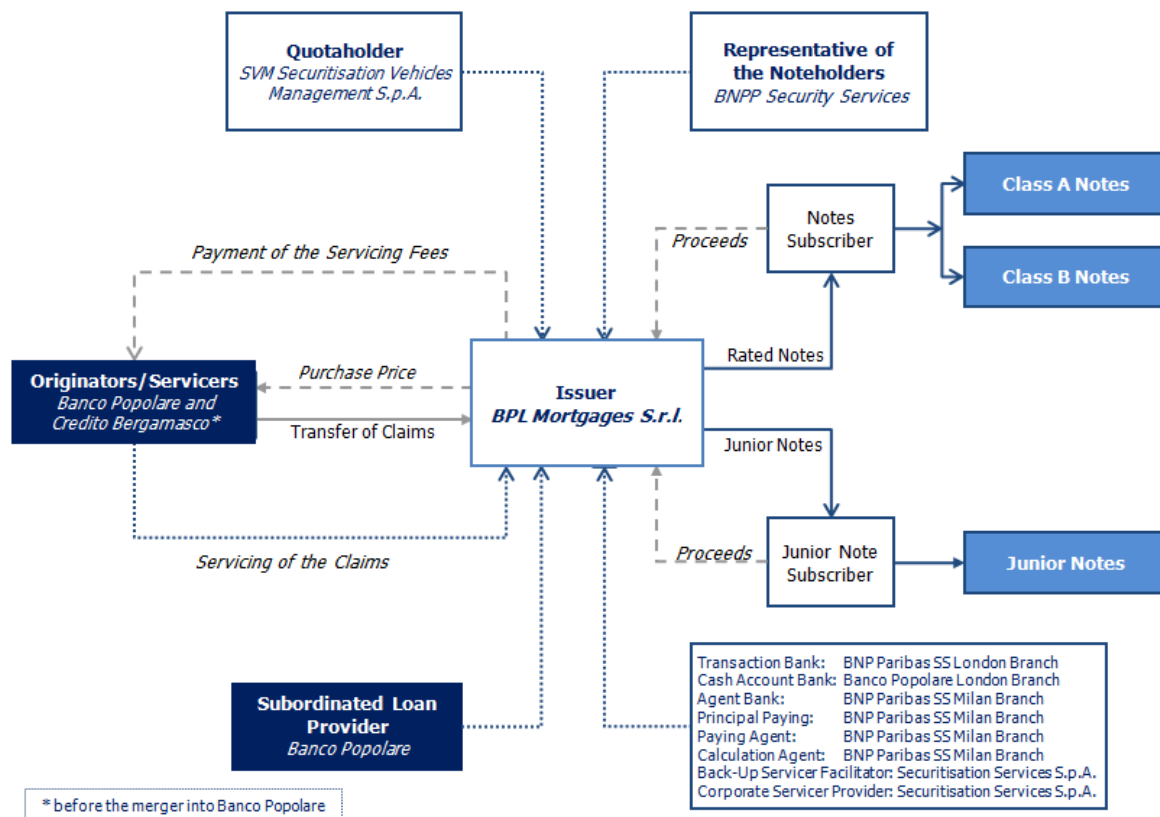 Quotaholder
SVM Securitisation Vehicles
Management S.p.A.
Representative of
the Noteholders
BNPP Security Services
Class A Notes
Notes
Subscriber
Proceeds
Payment of the Servicing Fees
Class B Notes
Rated Notes
Originators/Servicers
Banco Popolare and
Credito Bergamasco*
Purchase Price
Transfer of Claims
Issuer
BPL Mortgages S.r.l.
Junior Notes
Servicing of the Claims
Proceeds
Junior Note
Subscriber
Junior Notes
Subordinated Loan
Provider
Banco Popolare
Transaction Bank: BNP Paribas SS London Branch
Cash Account Bank: Banco Popolare London Branch
Agent Bank: BNP Paribas SS Milan Branch
Principal Paying: BNP Paribas SS Milan Branch
Paying Agent: BNP Paribas SS Milan Branch
Calculation Agent: BNP Paribas SS Milan Branch
Back-Up Servicer Facilitator: Securitisation Services S.p.A.
Corporate Servicer Provider: Securitisation Services S.p.A.
* before the merger into Banco Popolare